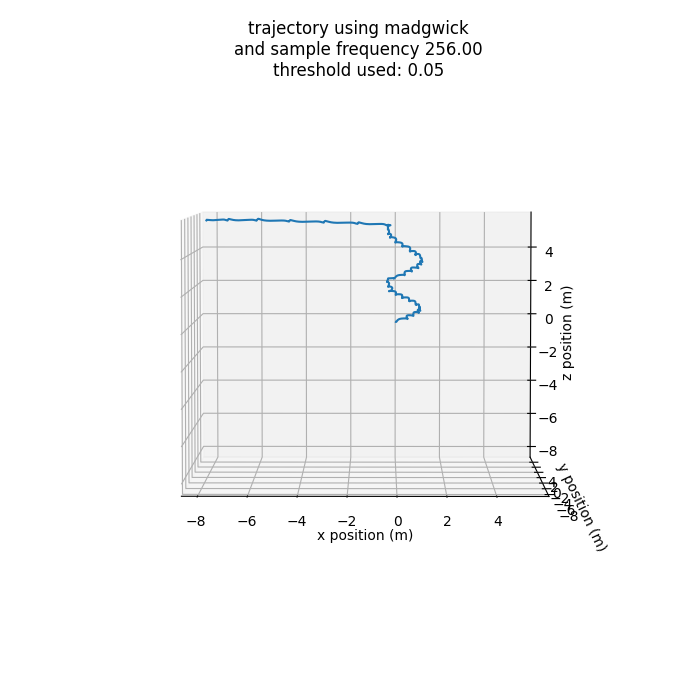 trajectory using madgwick
and sample frequency 256.00
threshold used: 0.05
4
2
0
−2
−4
−6
−8
z position (m)
y position (m)
−8 −6 −4 −2 0 2 4
x position (m)